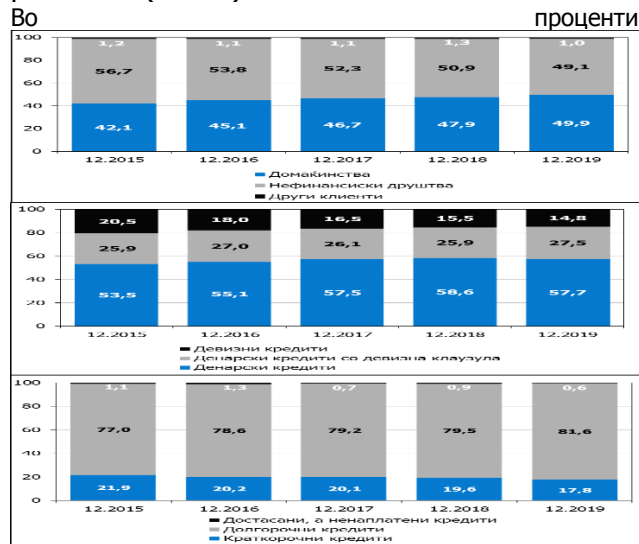 Во проценти
100
80
60
40
20
0
1,2 1,1 1,1 1,3 1,0
56,7 53,8 52,3 50,9 49,1
42,1 45,1 46,7 47,9 49,9
12.2015 12.2016 12.2017 12.2018 12.2019
Домаќинства
Нефинансиски друштва
Други клиенти
100
80
60
40
20
0
20,5 18,0 16,5 15,5 14,8
25,9 27,0 26,1 25,9 27,5
53,5 55,1 57,5 58,6 57,7
12.2015 12.2016 12.2017 12.2018 12.2019
Девизни кредити
Денарски кредити со девизна клаузула
Денарски кредити
100
80
60
40
20
0
1,1 1,3 0,7 0,9 0,6
77,0 78,6 79,2 79,5 81,6
21,9 20,2 20,1 19,6 17,8
12.2015 12.2016 12.2017 12.2018 12.2019
Достасани, а ненаплатени кредити
Долгорочни кредити
Краткорочни кредити